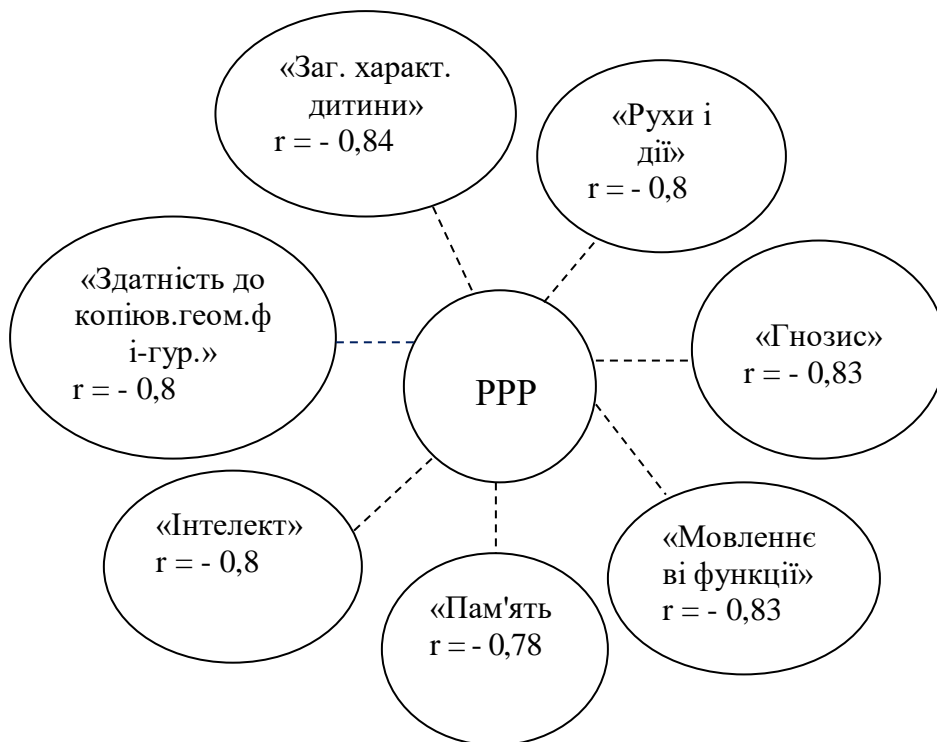 «Заг. характ.
дитини»
r = - 0,84
«Рухи і
дії»
r = - 0,8
«Здатність до
копіюв.геом.ф
і-гур.»
r = - 0,8
«Гнозис»
r = - 0,83
РРР
«Інтелект»
r = - 0,8
«Мовленнє
ві функції»
r = - 0,83
«Пам'ять
r = - 0,78